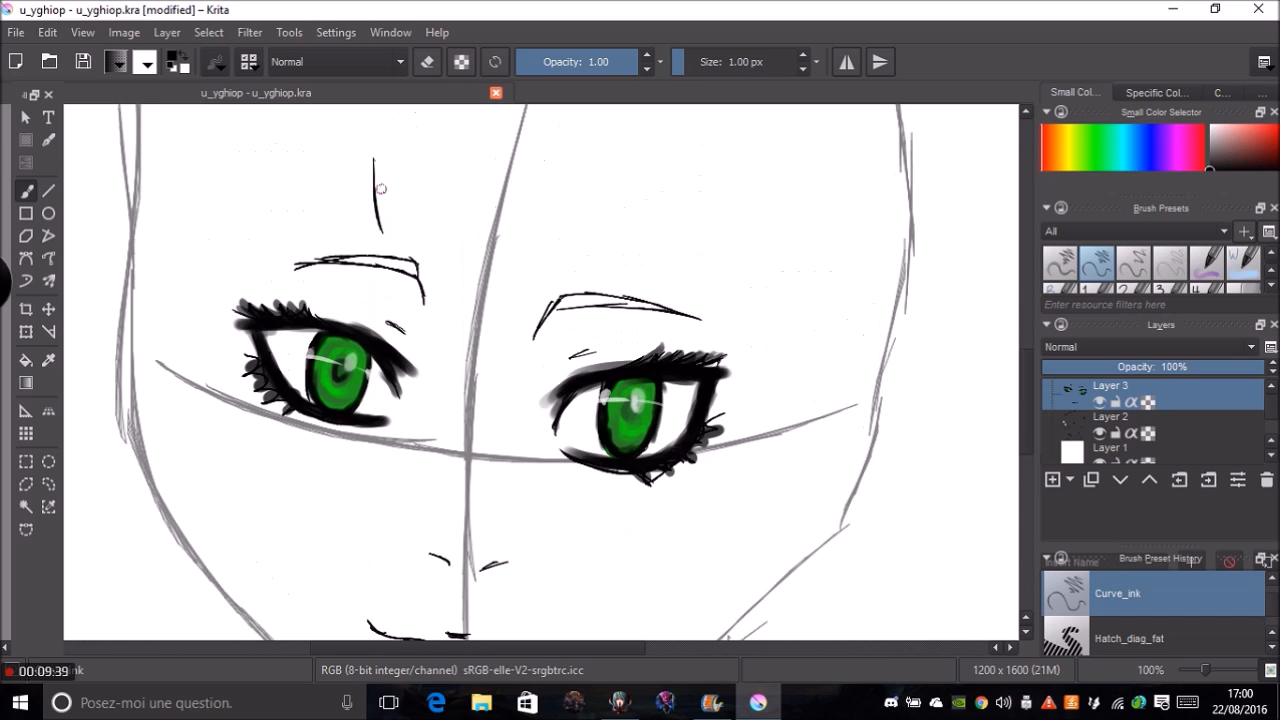 u_yghiop - u_yghiop.kra [modified] – Krita
File Edit View Image Layer Select Filter Tools Settings Window Help
Normal
Opacity: 1.00
Size: 1.00 px
u_yghiop - u_yghiop.kra
Small Col...
Specific Col...
C...
...
Small Color Selector
Brush Presets
All
Enter resource filters here
Layers
Normal
Opacity: 100%
Layer 3
Layer 2
Layer 1
Brush Preset History
Insert Name
Curve_ink
Hatch_diag_fat
00:09:39
RGB (8-bit integer/channel) sRGB-elle-V2-srgbtrc.icc
1200 x 1600 (21M)
100%
Posez-moi une question.
17:00
22/08/2016